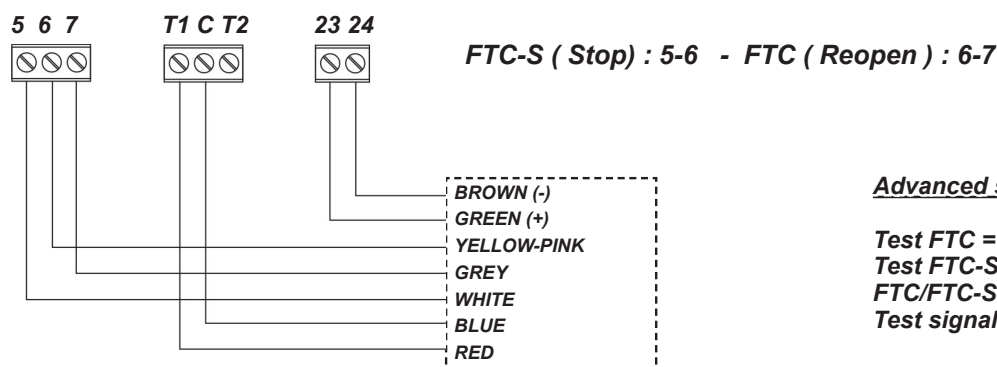 5 6 7 T1 C T2 23 24
FTC-S ( Stop) : 5-6 - FTC ( Reopen ) : 6-7
BROWN (-)
GREEN (+)
YELLOW-PINK
GREY
WHITE
BLUE
RED
Advanced
Test FTC =
Test FTC-S
FTC/FTC-S
Test signal